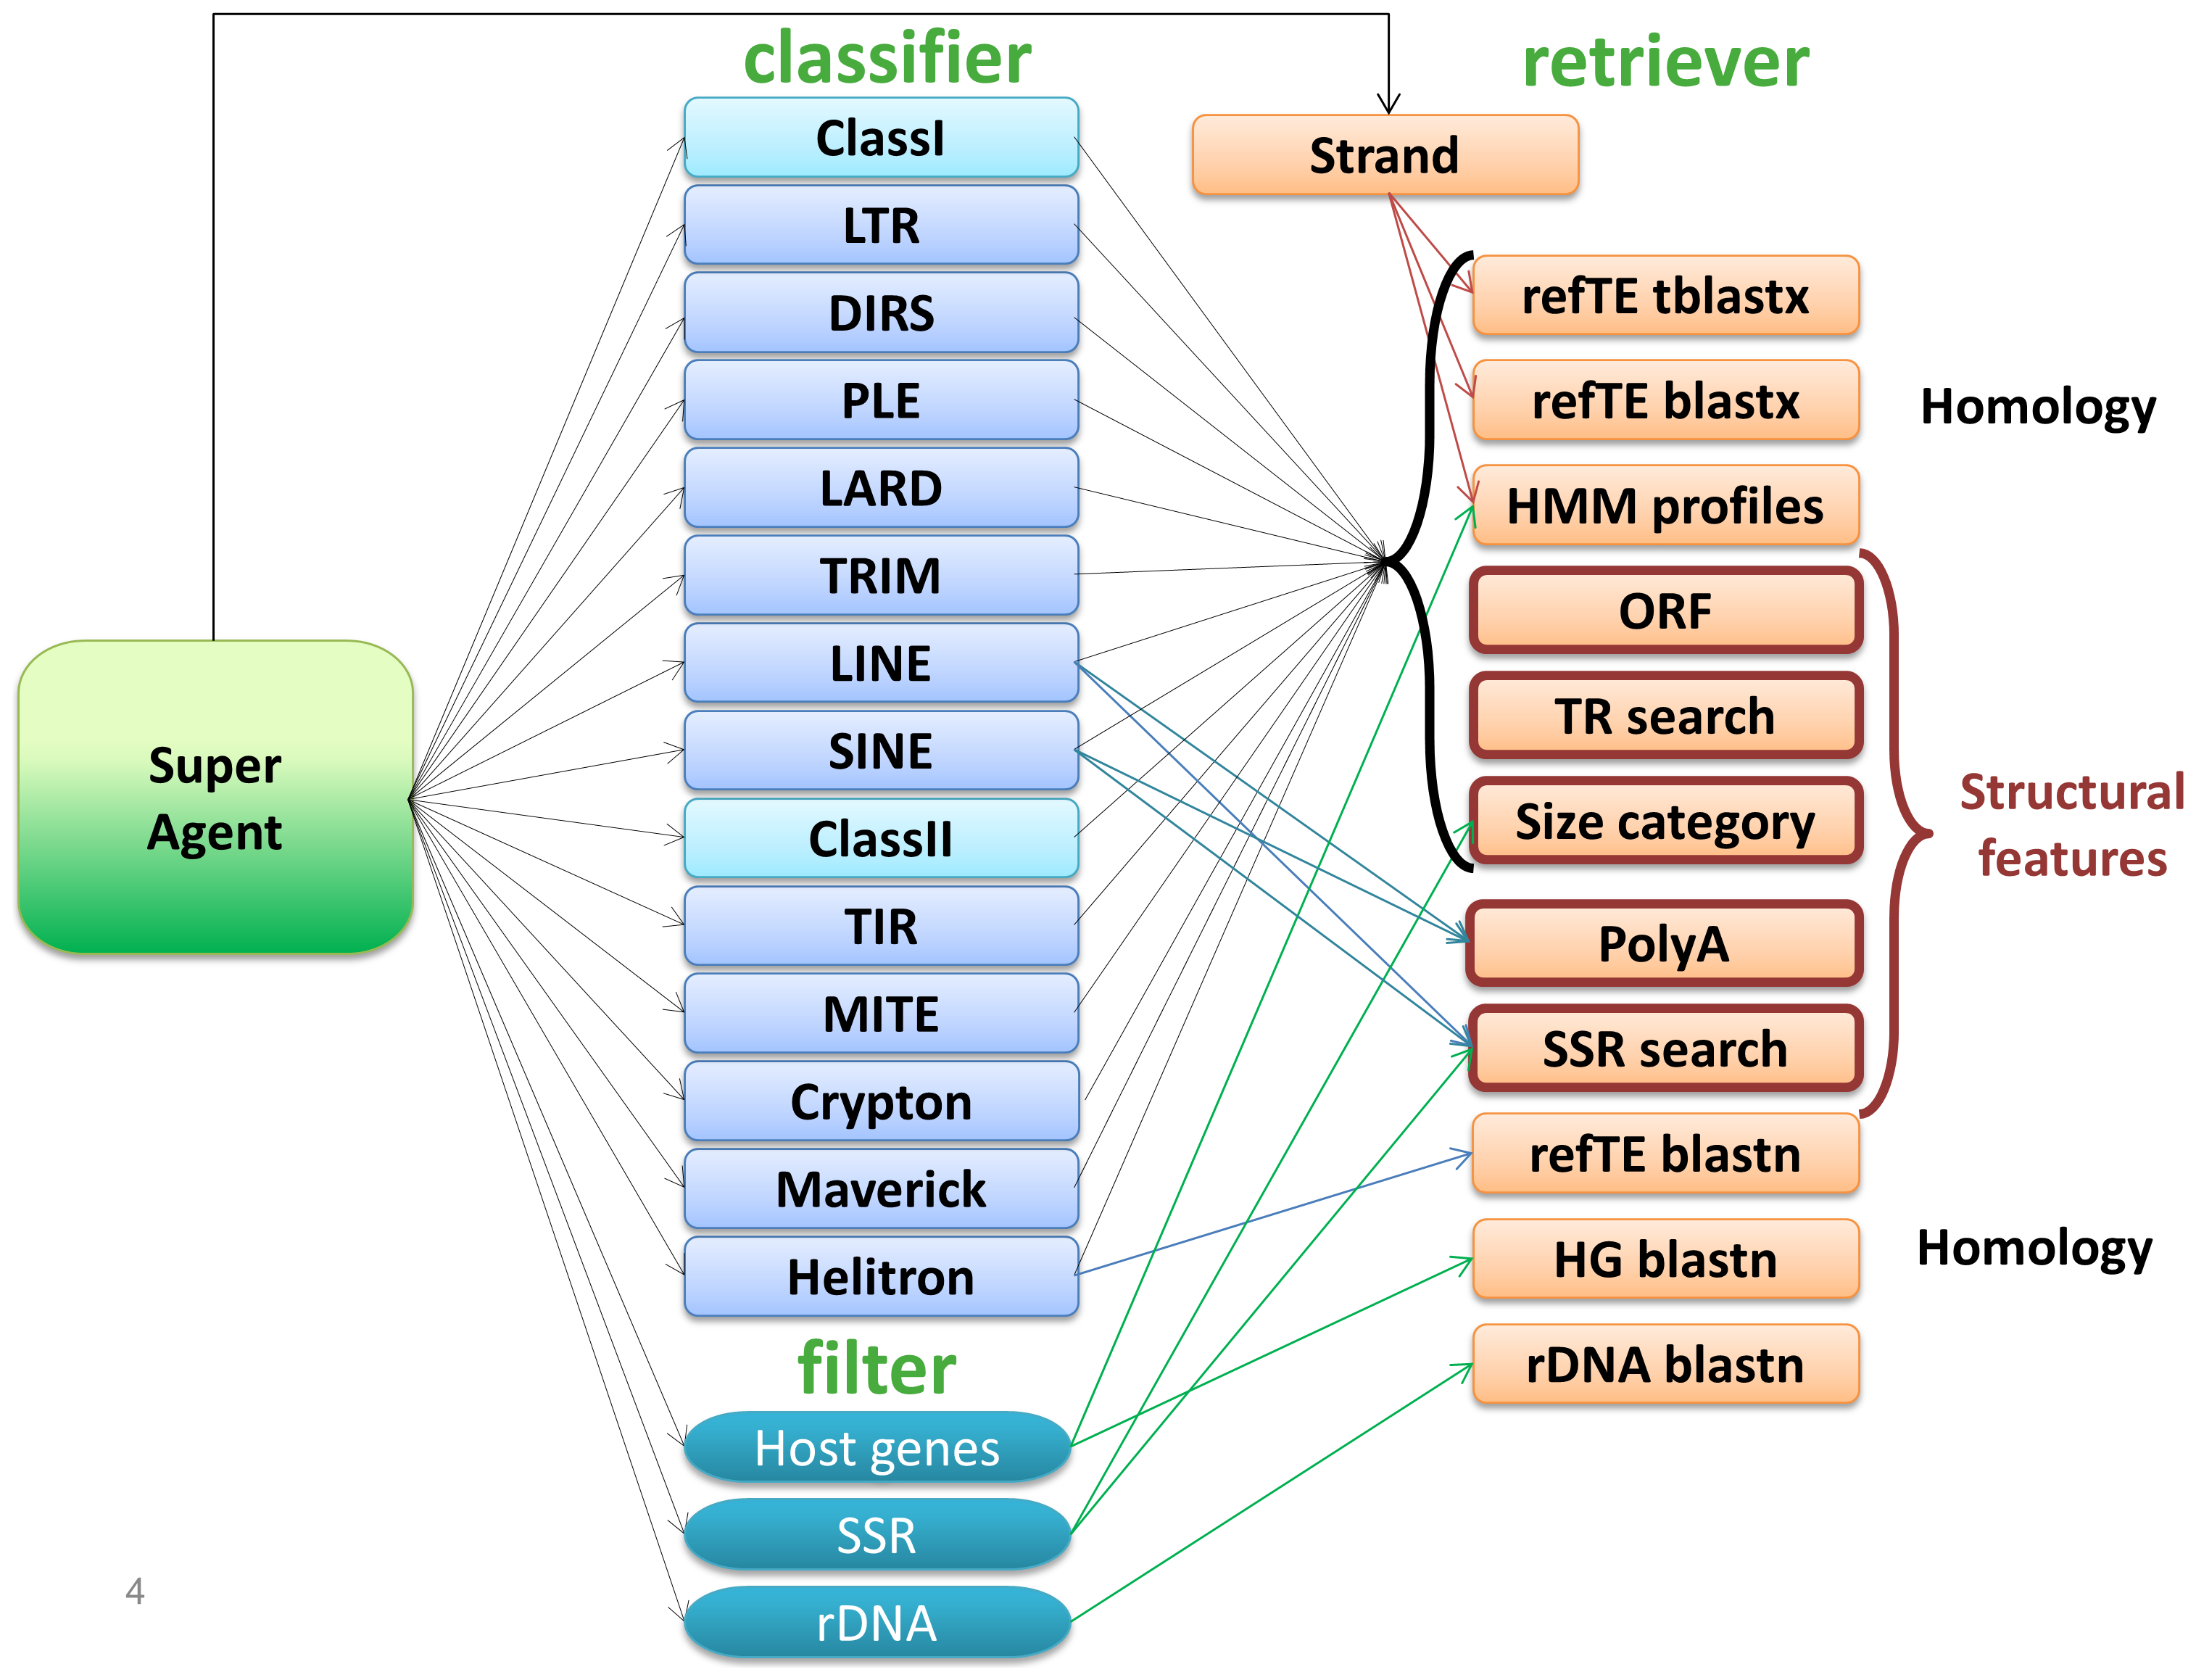 classifier
retriever
ClassI
LTR
DIRS
PLE
LARD
TRIM
LINE
SINE
ClassII
TIR
MITE
Crypton
Maverick
Helitron
filter
Host genes
SSR
rDNA
Super
Agent
Strand
refTE tblastx
refTE blastx
HMM profiles
ORF
TR search
Size category
PolyA
SSR search
refTE blastn
HG blastn
rDNA blastn
Homology
Structural
features
Homology
4